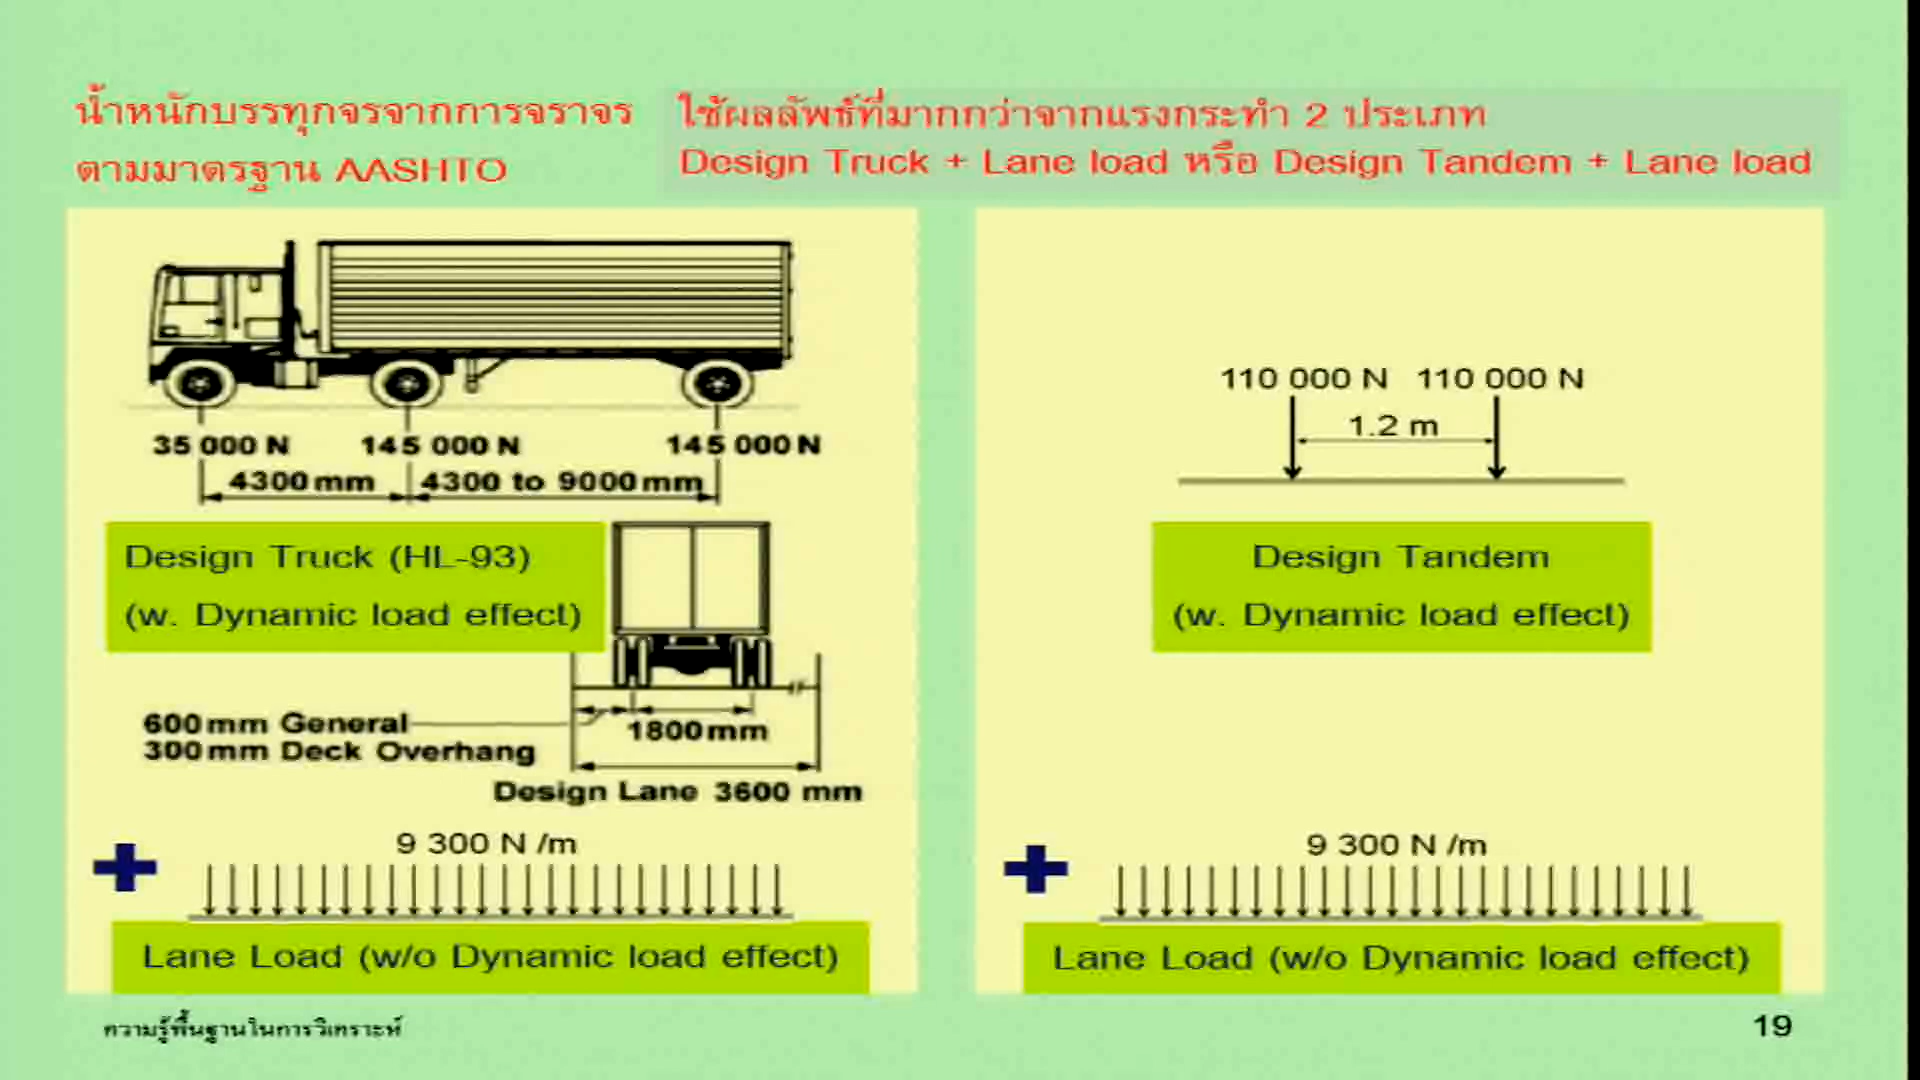 น้ำหนักบรรทุกจรจากการจราจร
ตามมาตรฐาน AASHTO
ใช้ผลลัพธ์ที่มากกว่าจากแรงกระทำ 2 ประเภท
Design Truck + Lane load หรือ Design Tandem + Lane load
35 000 N 145 000 N 145 000 N
4300 mm 4300 to 9000 mm
Design Truck (HL-93)
(w. Dynamic load effect)
600 mm General
300 mm Deck Overhang
1800 mm
Design Lane 3600 mm
+
9 300 N /m
Lane Load (w/o Dynamic load effect)
110 000 N 110 000 N
1.2 m
Design Tandem
(w. Dynamic load effect)
+
9 300 N /m
Lane Load (w/o Dynamic load effect)
ความรู้พื้นฐานในการวิเคราะห์
19